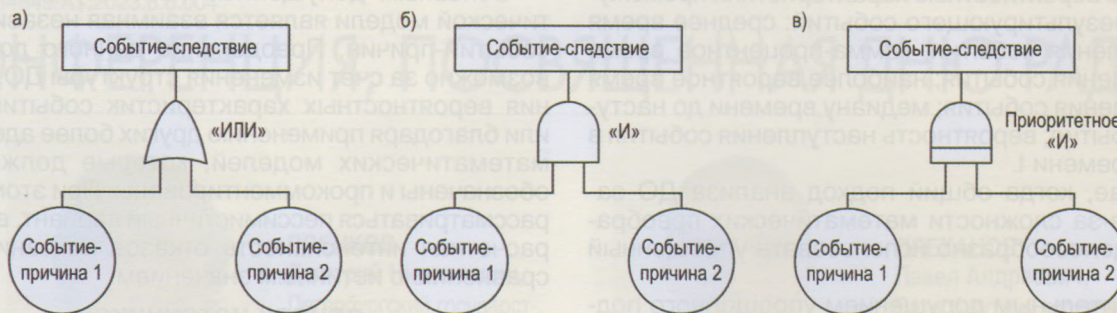 а)
Событие-следствие
«ИЛИ»
Событие-
причина 1
Событие-
причина 2
б)
Событие-следствие
«И»
Событие-
причина 1
Событие-
причина 2
в)
Событие-следствие
Приоритетное
«И»
Событие-
причина 1
Событие-
причина 2